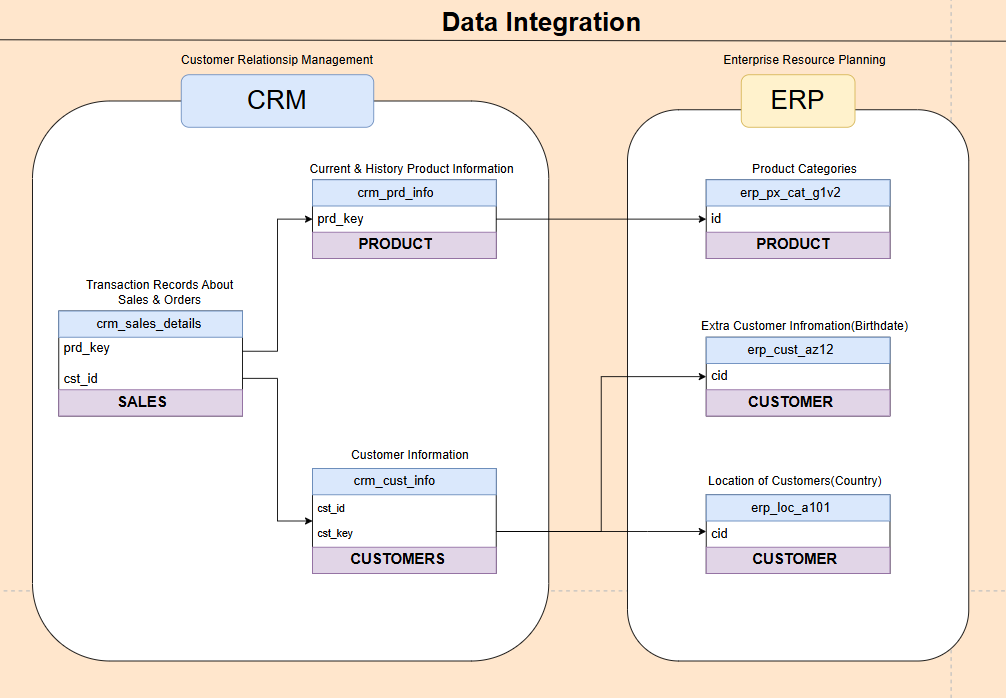 Data Integration
Customer Relationsip Management
CRM
Enterprise Resource Planning
ERP
Current & History Product Information
crm_prd_info
prd_key
PRODUCT
Product Categories
erp_px_cat_g1v2
id
PRODUCT
Transaction Records About
Sales & Orders
crm_sales_details
prd_key
cst_id
SALES
Extra Customer Infromation(Birthdate)
erp_cust_az12
cid
CUSTOMER
Customer Information
crm_cust_info
cst_id
cst_key
CUSTOMERS
Location of Customers(Country)
erp_loc_a101
cid
CUSTOMER